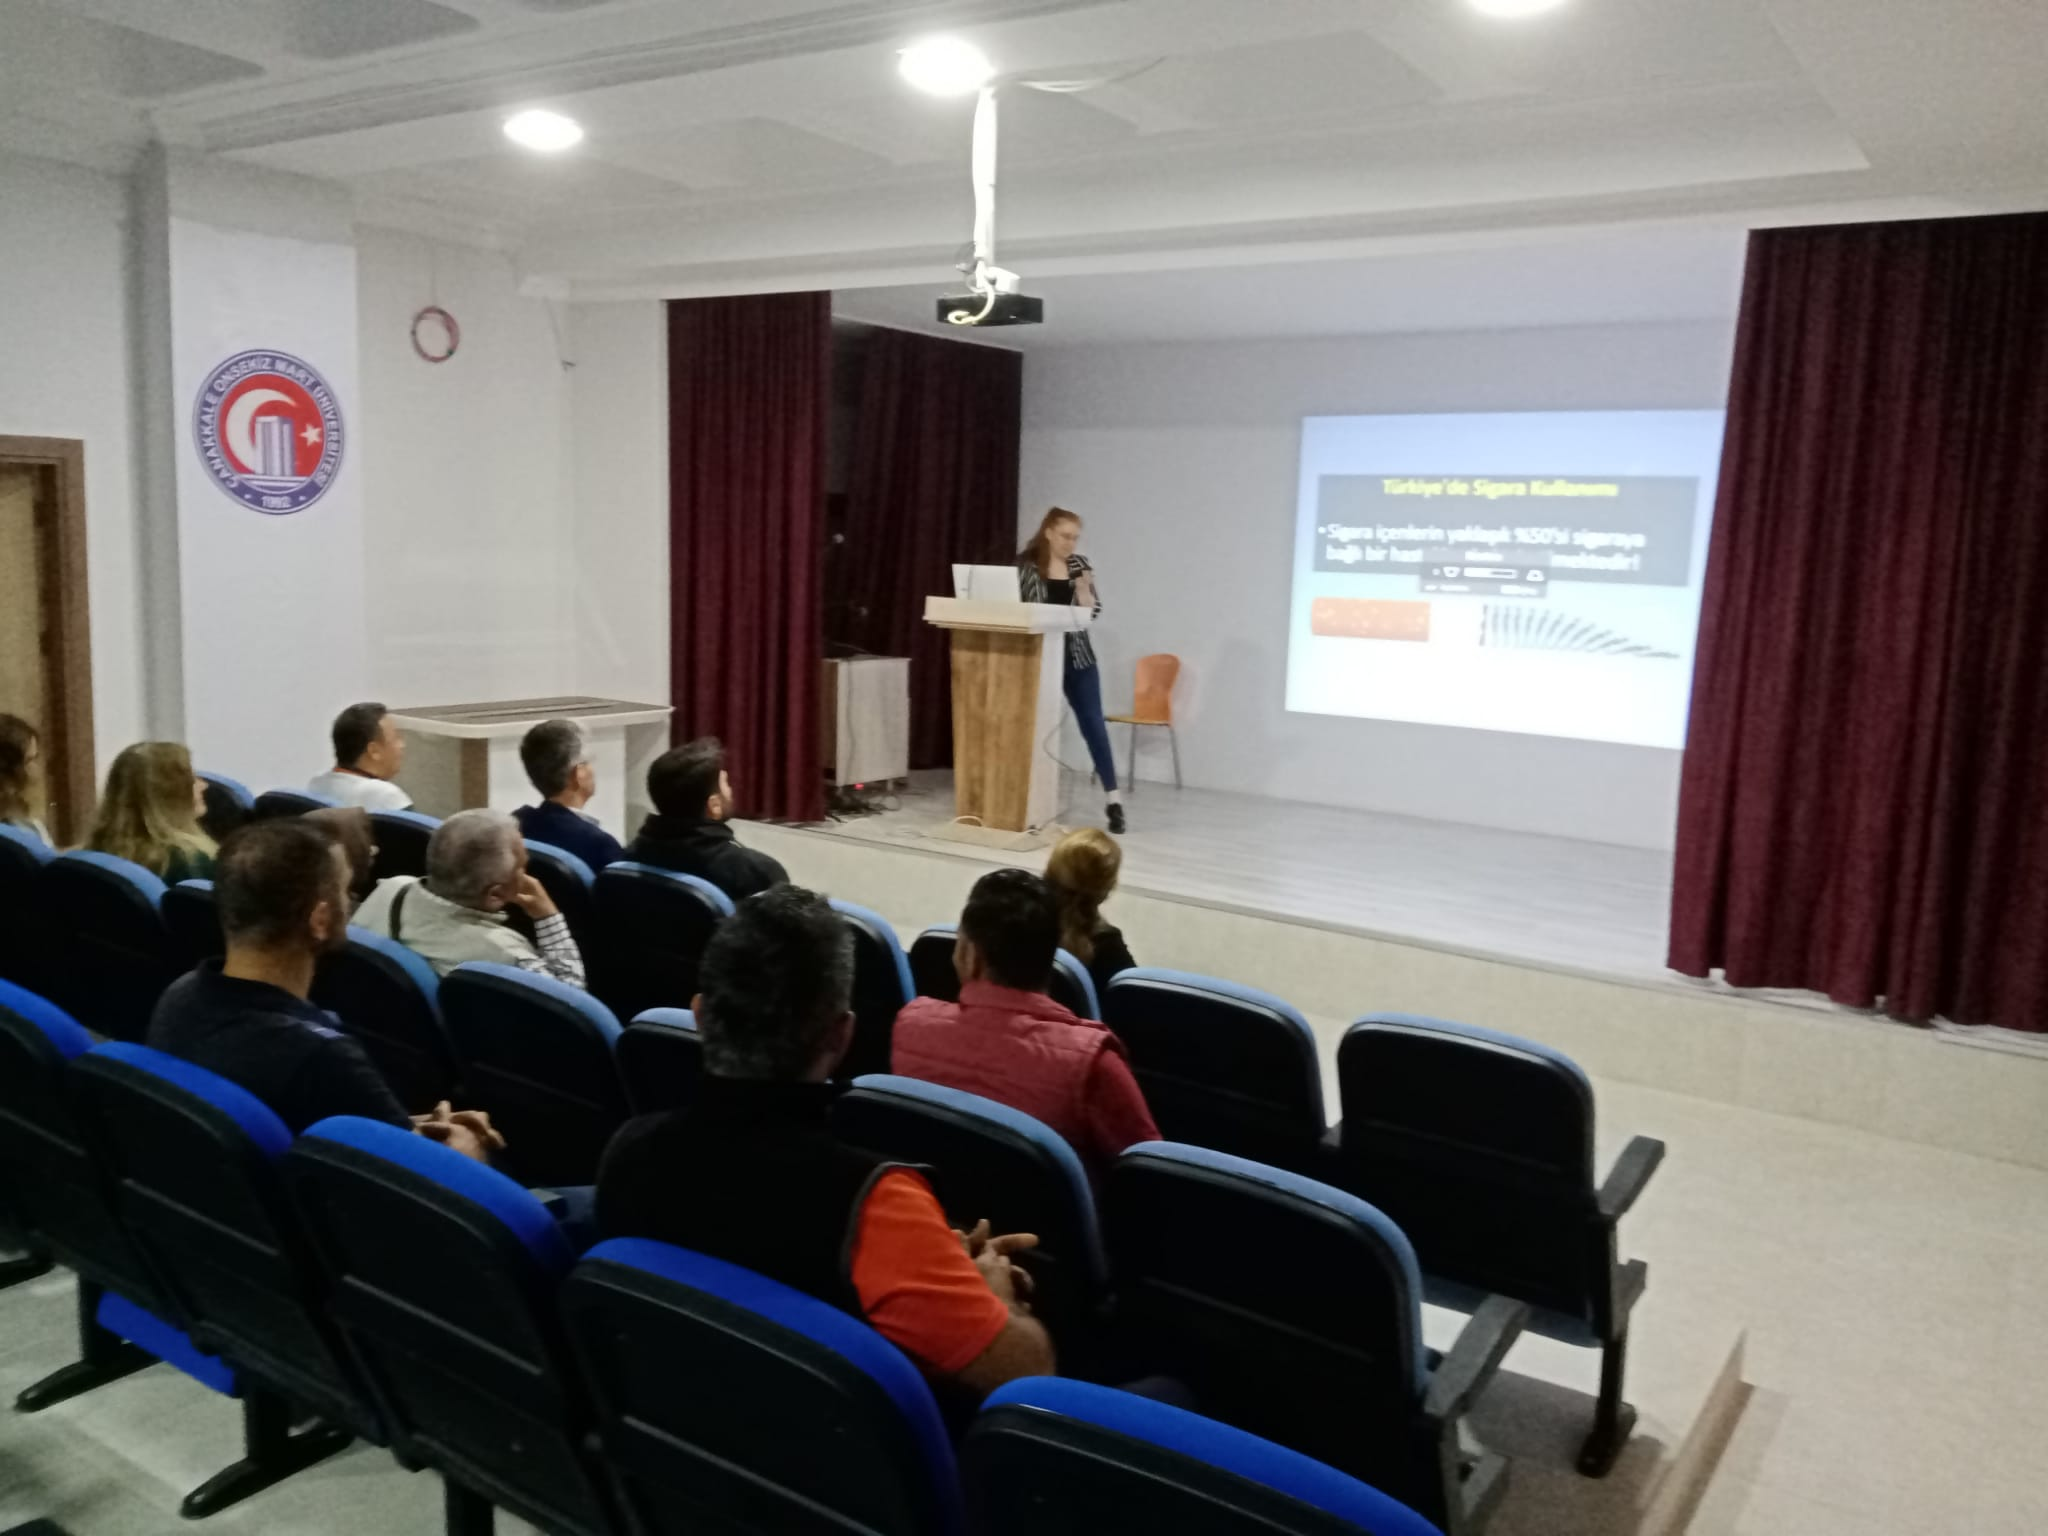 ÇANAKKALE ONSEKİZ MART ÜNİVERSİTESİ
1992
Türkiye'de Sigara Kullanımı
• Sigara içenlerin yaklaşık %50'si sigaraya
bağlı bir hast mektedir!